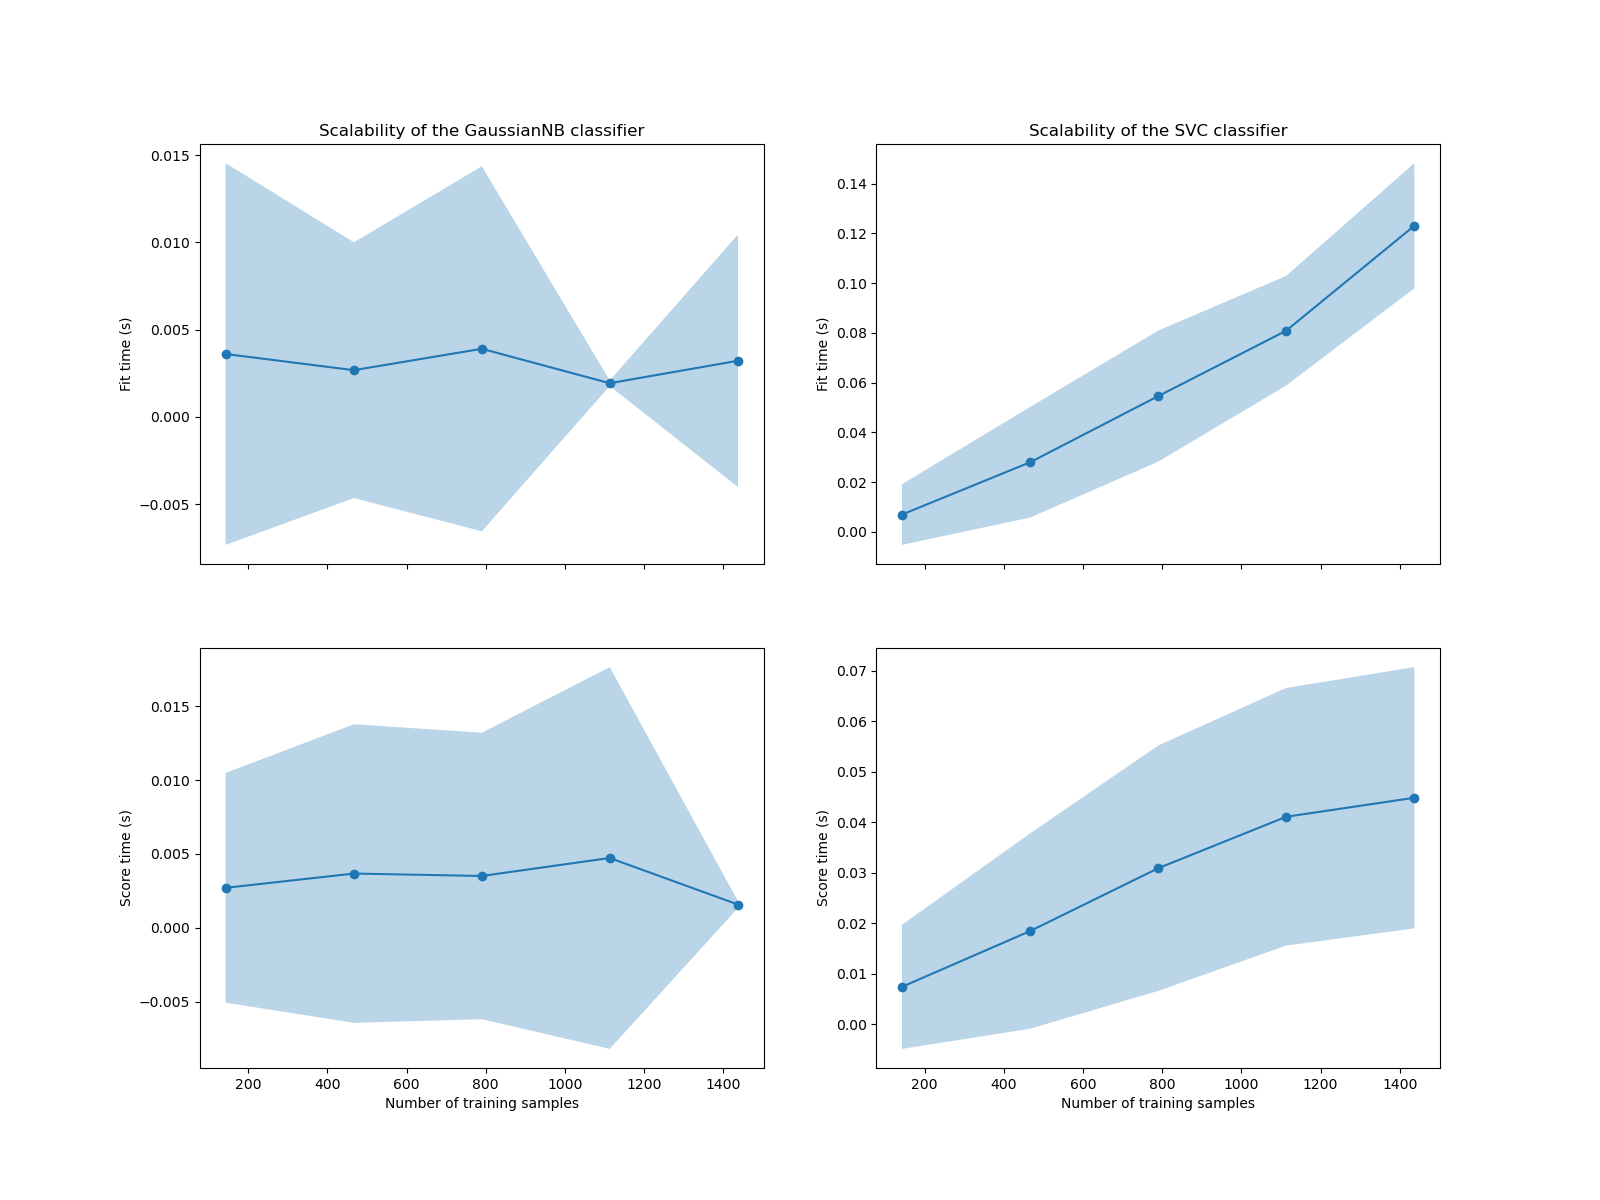 Scalability of the GaussianNB classifier
Scalability of the SVC classifier
0.015
0.010
0.005
0.000
−0.005
Fit time (s)
0.14
0.12
0.10
0.08
0.06
0.04
0.02
0.00
Fit time (s)
0.015
0.010
0.005
0.000
−0.005
Score time (s)
200 400 600 800 1000 1200 1400
Number of training samples
0.07
0.06
0.05
0.04
0.03
0.02
0.01
0.00
Score time (s)
200 400 600 800 1000 1200 1400
Number of training samples